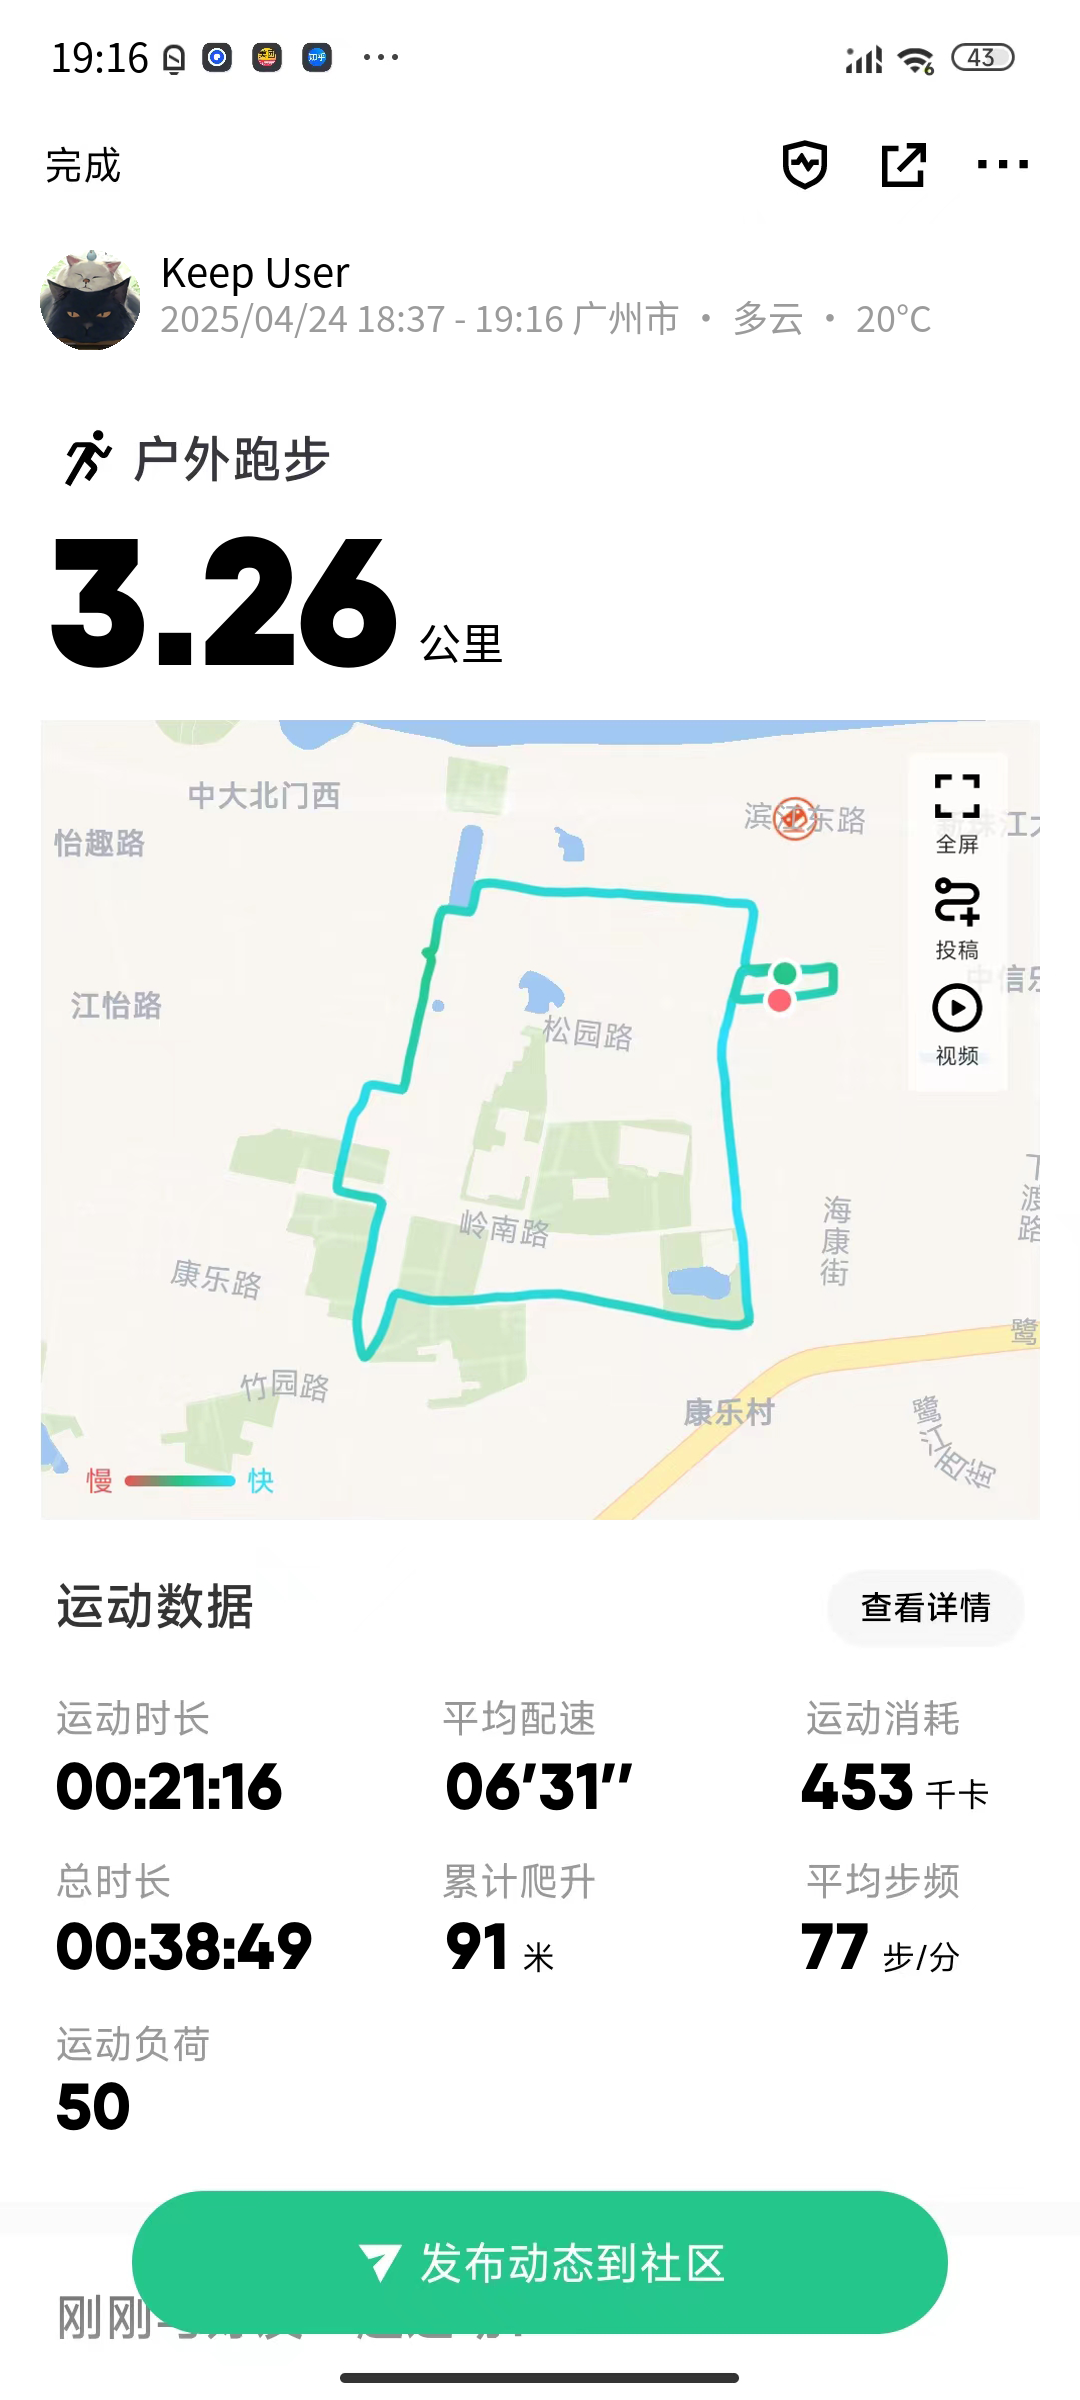 19:16
43
完成
Keep User
2025/04/24 18:37 - 19:16 广州市 · 多云 · 20°C
户外跑步
3.26 公里
中大北门西
滨江东路
怡趣路
全屏
投稿
江怡路
松园路
视频
下渡路
海康街
岭南路
康乐路
鹭
竹园路
康乐村
鹭江西街
慢 快
运动数据
查看详情
运动时长 平均配速 运动消耗
00:21:16 06'31'' 453 千卡
总时长 累计爬升 平均步频
00:38:49 91 米 77 步/分
运动负荷
50
发布动态到社区
刚刚